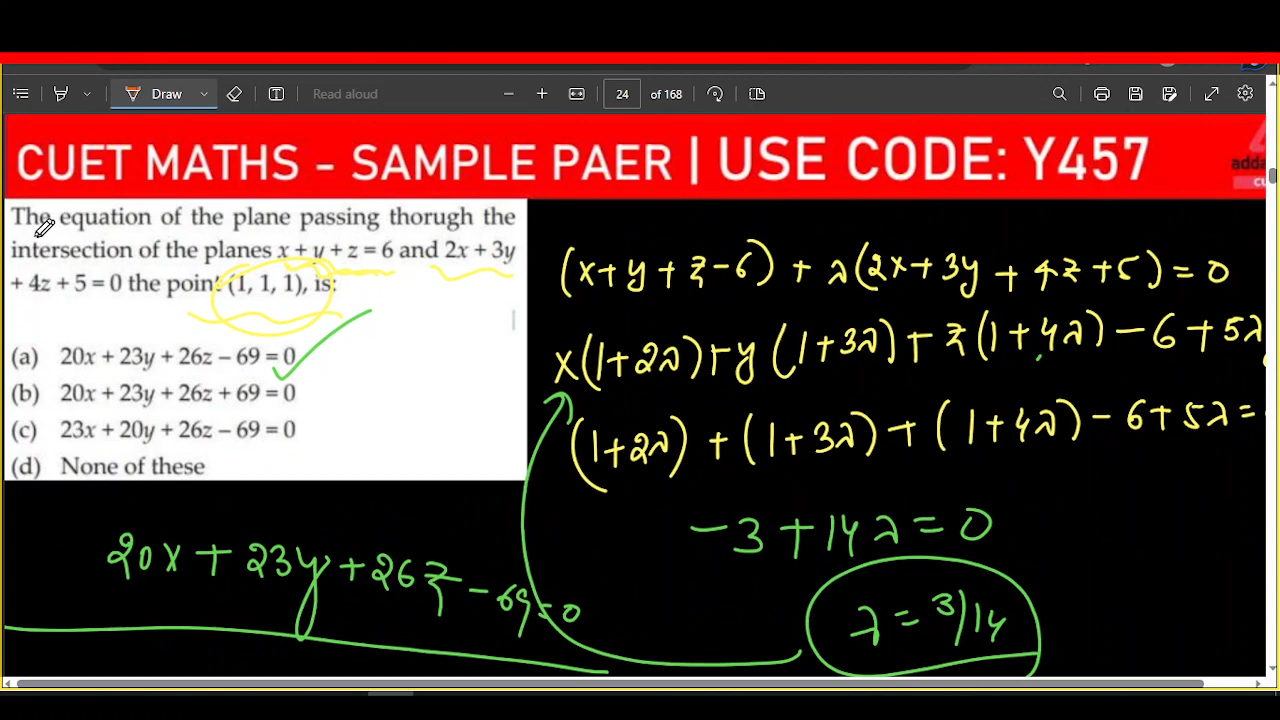 Draw
Read aloud
24 of 168
CUET MATHS - SAMPLE PAER | USE CODE: Y457
adda
CU
The equation of the plane passing thorugh the
intersection of the planes x + y + z = 6 and 2x + 3y
+ 4z + 5 = 0 the point (1, 1, 1), is:
(a) 20x + 23y + 26z – 69 = 0
(b) 20x + 23y + 26z + 69 = 0
(c) 23x + 20y + 26z – 69 = 0
(d) None of these
(x+y+z-6) + λ(2x+3y+4z+5)=0
x(1+2λ)+y(1+3λ)+z(1+4λ)-6+5λ
(1+2λ)+(1+3λ)+(1+4λ)-6+5λ=
-3+14λ=0
λ=3/14
20x+23y+26z-69=0